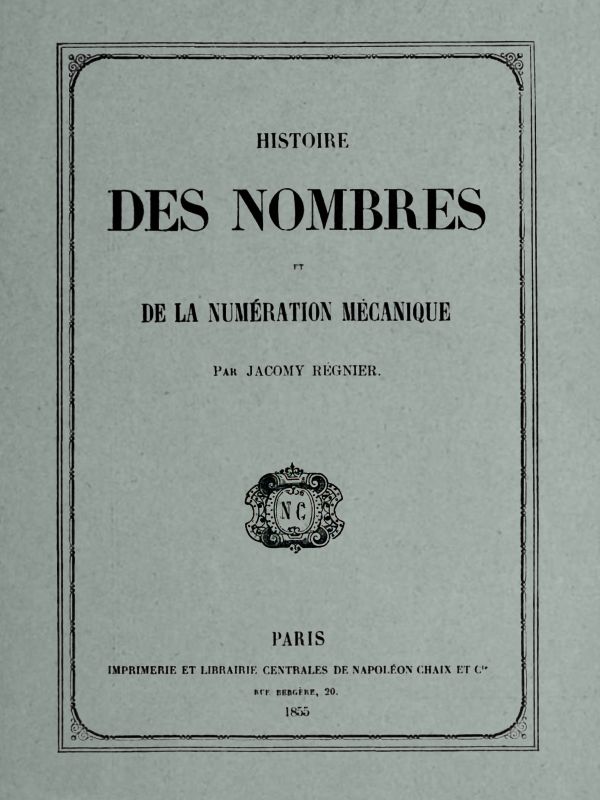 HISTOIRE
DES NOMBRES
ET
DE LA NUMÉRATION MÉCANIQUE
PAR JACOMY RÉGNIER.
NC
PARIS
IMPRIMERIE ET LIBRAIRIE CENTRALES DE NAPOLÉON CHAIX ET Cie
RUE BERGÈRE, 20.
1855